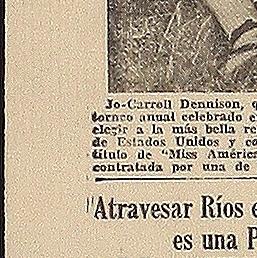 Jo-Carroll Dennison, q
torneo anual celebrado e
elegir a la más bella re
de Estados Unidos y co
título de "Miss América
contratada por una de
"Atravesar Ríos e
es una P